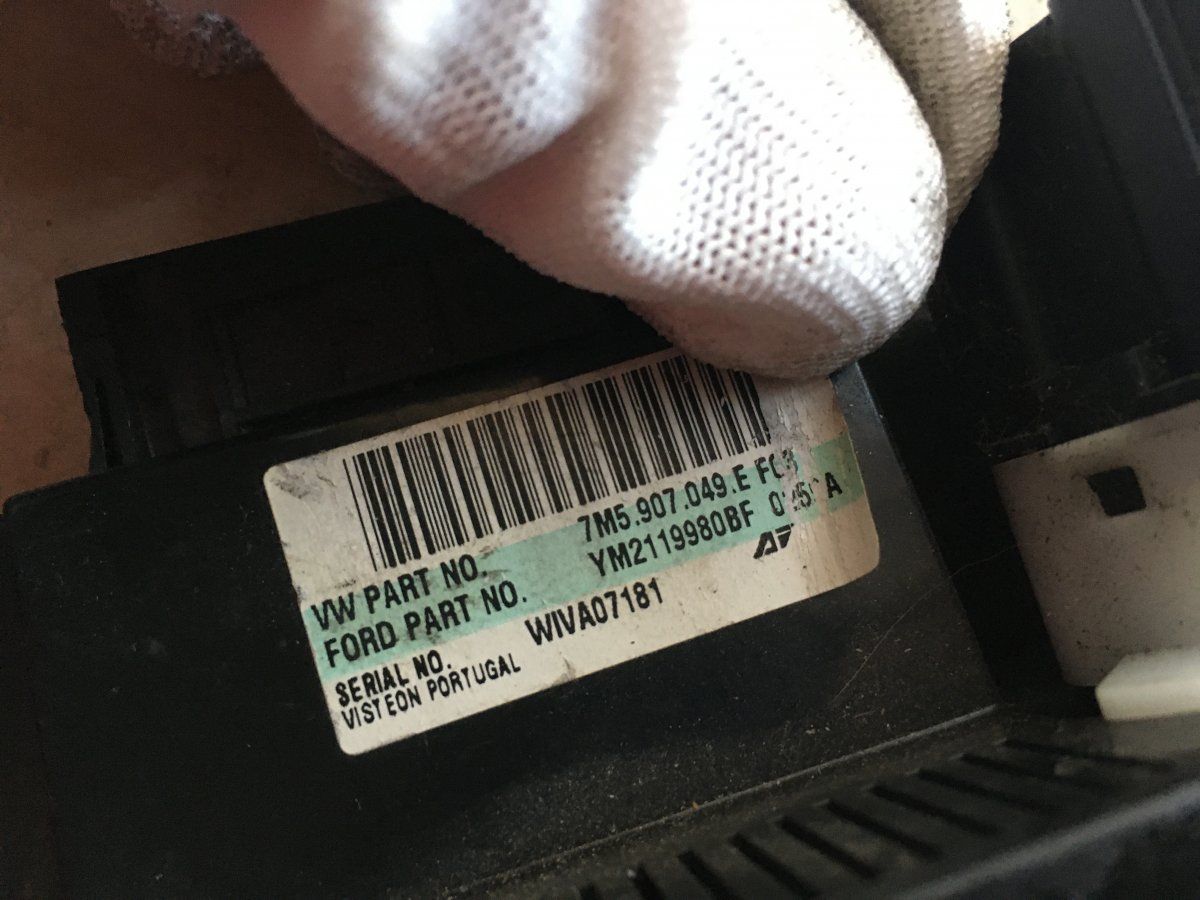 VW PART NO. 7M5.907.049.E
FORD PART NO. YM2119980BF
SERIAL NO. WIVA07181
VISTEON PORTUGAL